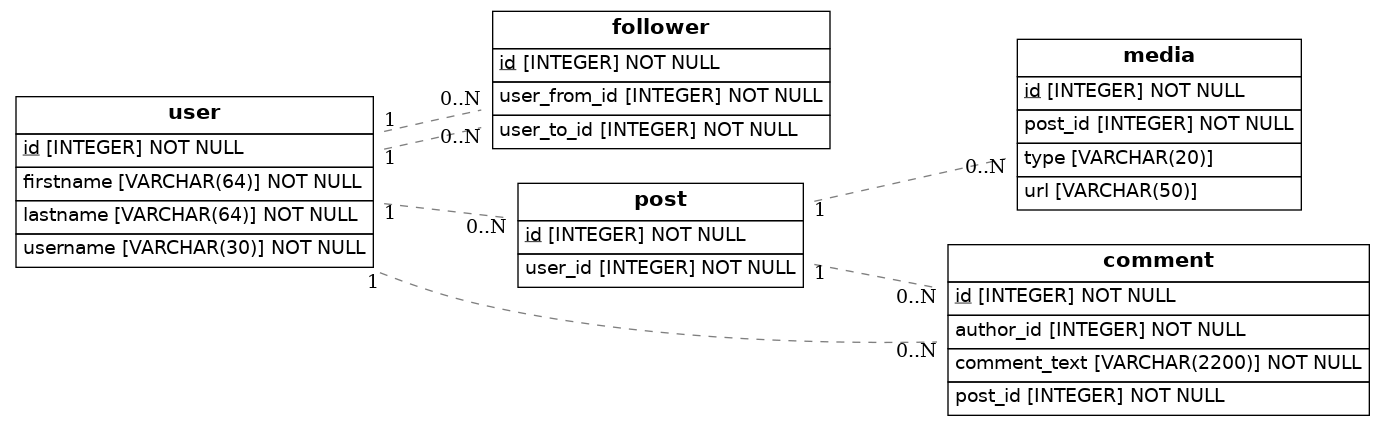 user
id [INTEGER] NOT NULL
firstname [VARCHAR(64)] NOT NULL
lastname [VARCHAR(64)] NOT NULL
username [VARCHAR(30)] NOT NULL
follower
id [INTEGER] NOT NULL
user_from_id [INTEGER] NOT NULL
user_to_id [INTEGER] NOT NULL
post
id [INTEGER] NOT NULL
user_id [INTEGER] NOT NULL
media
id [INTEGER] NOT NULL
post_id [INTEGER] NOT NULL
type [VARCHAR(20)]
url [VARCHAR(50)]
comment
id [INTEGER] NOT NULL
author_id [INTEGER] NOT NULL
comment_text [VARCHAR(2200)] NOT NULL
post_id [INTEGER] NOT NULL
1
0..N
1
0..N
1
0..N
1
0..N
1
0..N
1
0..N